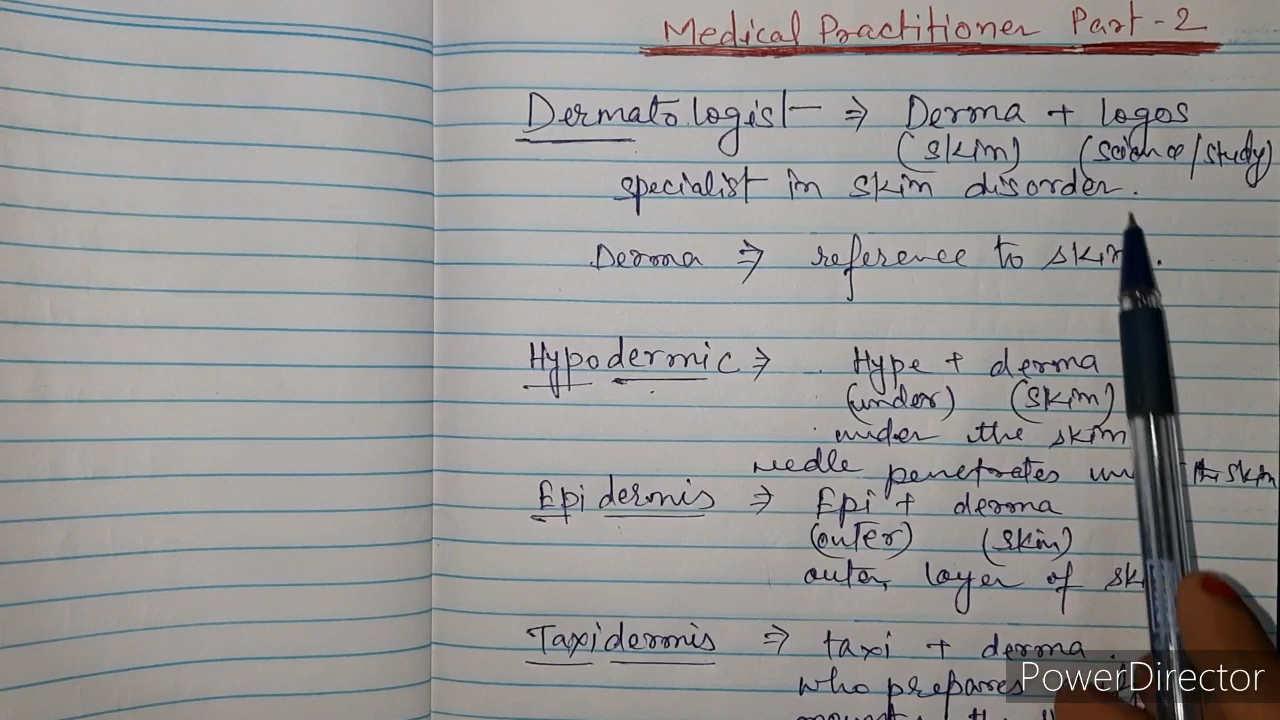 Medical Practitioner Part-2
Dermatologist ⇒ Derma + logos
(skin) (science/study)
specialist in skin disorder.
Derma ⇒ reference to skin.
Hypodermic ⇒ Hype + derma
(under) (skin)
under the skin
needle penetrates the skin
Epidermis ⇒ Epi + derma
(outer) (skin)
outer layer of
Taxidermis ⇒ taxi + derma.
who prepares
PowerDirector